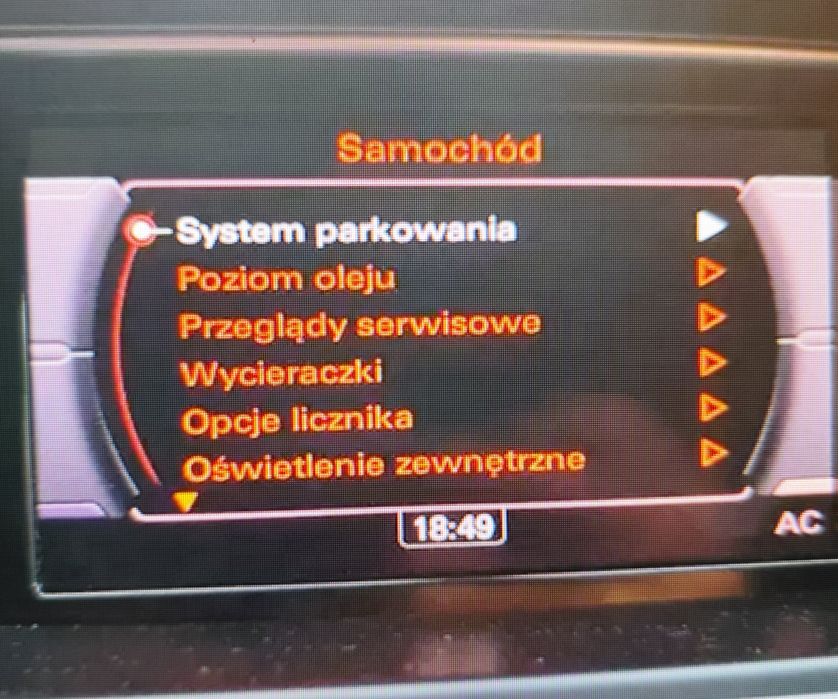 Samochód
System parkowania
Poziom oleju
Przeglądy serwisowe
Wycieraczki
Opcje licznika
Oświetlenie zewnętrzne
18:49
AC